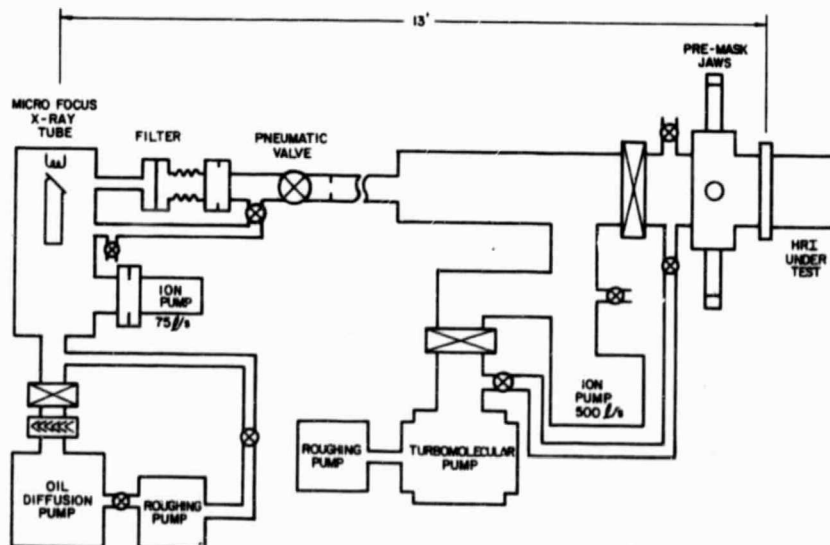 13'
PRE-MASK
JAWS
MICRO FOCUS
X-RAY
TUBE
FILTER
PNEUMATIC
VALVE
HRI
UNDER
TEST
ION
PUMP
75 l/s
ION
PUMP
500 l/s
ROUGHING
PUMP
TURBOMOLECULAR
PUMP
OIL
DIFFUSION
PUMP
ROUGHING
PUMP